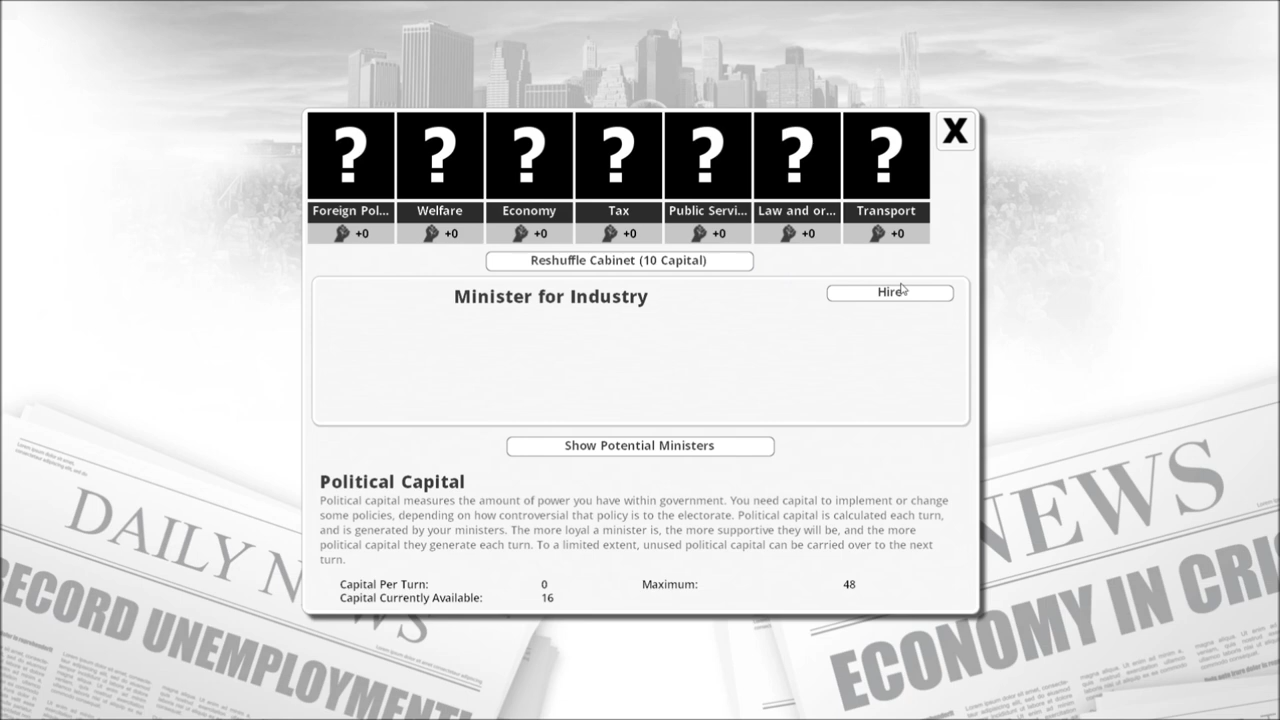 ?
?
?
?
?
?
?
X
Foreign Pol...
Welfare
Economy
Tax
Public Servi...
Law and or...
Transport
+0
+0
+0
+0
+0
+0
+0
Reshuffle Cabinet (10 Capital)
Minister for Industry
Hire
Show Potential Ministers
Political Capital
Political capital measures the amount of power you have within government. You need capital to implement or change
some policies, depending on how controversial that policy is to the electorate. Political capital is calculated each turn,
and is generated by your ministers. The more loyal a minister is, the more supportive they will be, and the more
political capital they generate each turn. To a limited extent, unused political capital can be carried over to the next
turn.
Capital Per Turn: 0 Maximum: 48
Capital Currently Available: 16
DAILY N
WS
RECORD UNEMPLOYMENT
NEWS
ECONOMY IN CRI